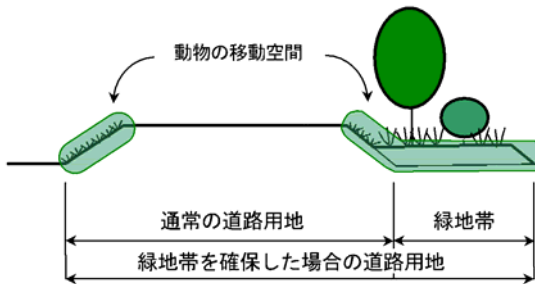 動物の移動空間
通常の道路用地
緑地帯
緑地帯を確保した場合の道路用地